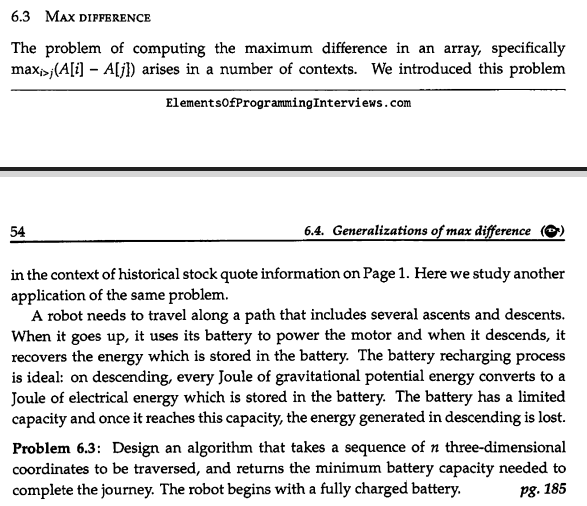 6.3 MAX DIFFERENCE
The problem of computing the maximum difference in an array, specifically
maxi>j(A[i] − A[j]) arises in a number of contexts. We introduced this problem
ElementsOfProgrammingInterviews.com
54 6.4. Generalizations of max difference
in the context of historical stock quote information on Page 1. Here we study another
application of the same problem.
A robot needs to travel along a path that includes several ascents and descents.
When it goes up, it uses its battery to power the motor and when it descends, it
recovers the energy which is stored in the battery. The battery recharging process
is ideal: on descending, every Joule of gravitational potential energy converts to a
Joule of electrical energy which is stored in the battery. The battery has a limited
capacity and once it reaches this capacity, the energy generated in descending is lost.
Problem 6.3: Design an algorithm that takes a sequence of n three-dimensional
coordinates to be traversed, and returns the minimum battery capacity needed to
complete the journey. The robot begins with a fully charged battery. pg. 185